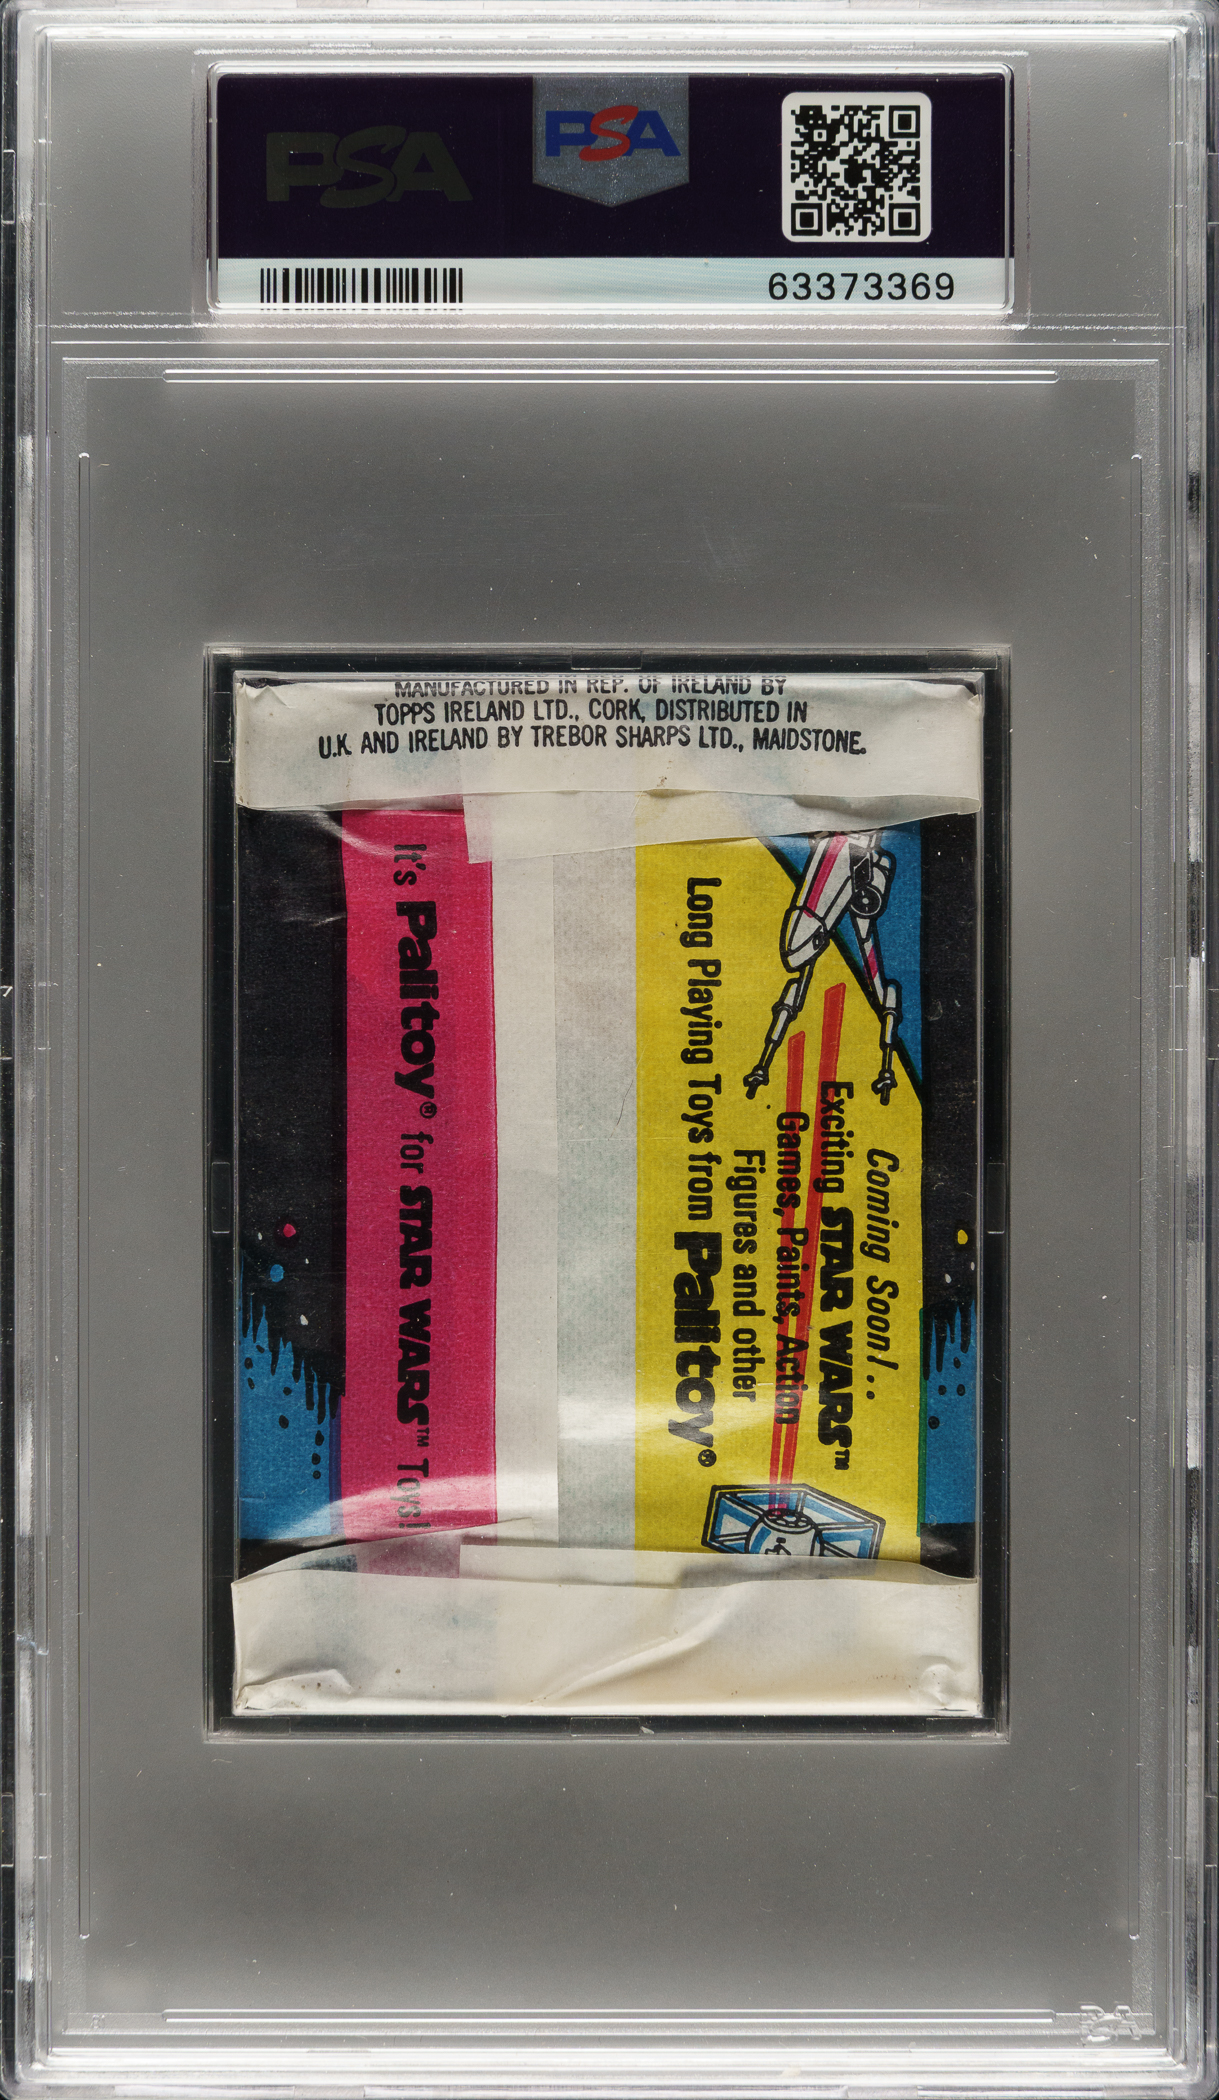 PSA
PSA
63373369
MANUFACTURED IN REP. OF IRELAND BY
TOPPS IRELAND LTD., CORK, DISTRIBUTED IN
U.K. AND IRELAND BY TREBOR SHARPS LTD., MAIDSTONE.
Coming Soon!..
Exciting STAR WARS™
Games, Paints, Action
Figures and other
Long Playing Toys from Palitoy®
It's Palitoy® for STAR WARS™ Toys!
PSA